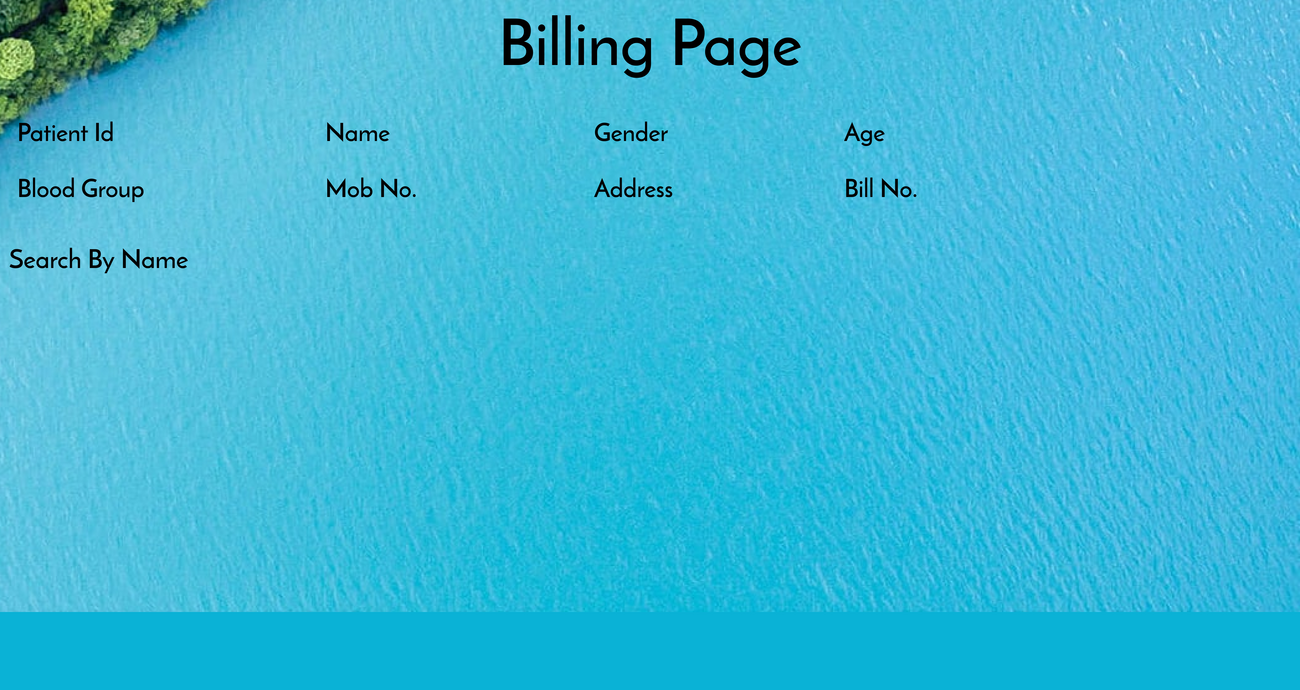 Billing Page
Patient Id Name Gender Age
Blood Group Mob No. Address Bill No.
Search By Name